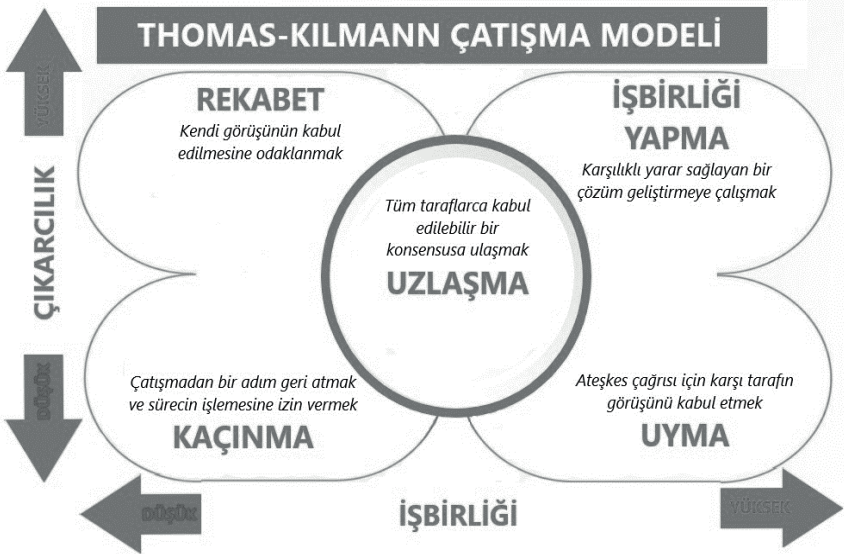 THOMAS-KILMANN ÇATIŞMA MODELİ
YÜKSEK
ÇIKARCILIK
DÜŞÜK
REKABET
Kendi görüşünün kabul
edilmesine odaklanmak
İŞBİRLİĞİ
YAPMA
Karşılıklı yarar sağlayan bir
çözüm geliştirmeye çalışmak
Tüm taraflarca kabul
edilebilir bir
konsensusa ulaşmak
UZLAŞMA
Çatışmadan bir adım geri atmak
ve sürecin işlemesine izin vermek
KAÇINMA
Ateşkes çağrısı için karşı tarafın
görüşünü kabul etmek
UYMA
DÜŞÜK
İŞBİRLİĞİ
YÜKSEK